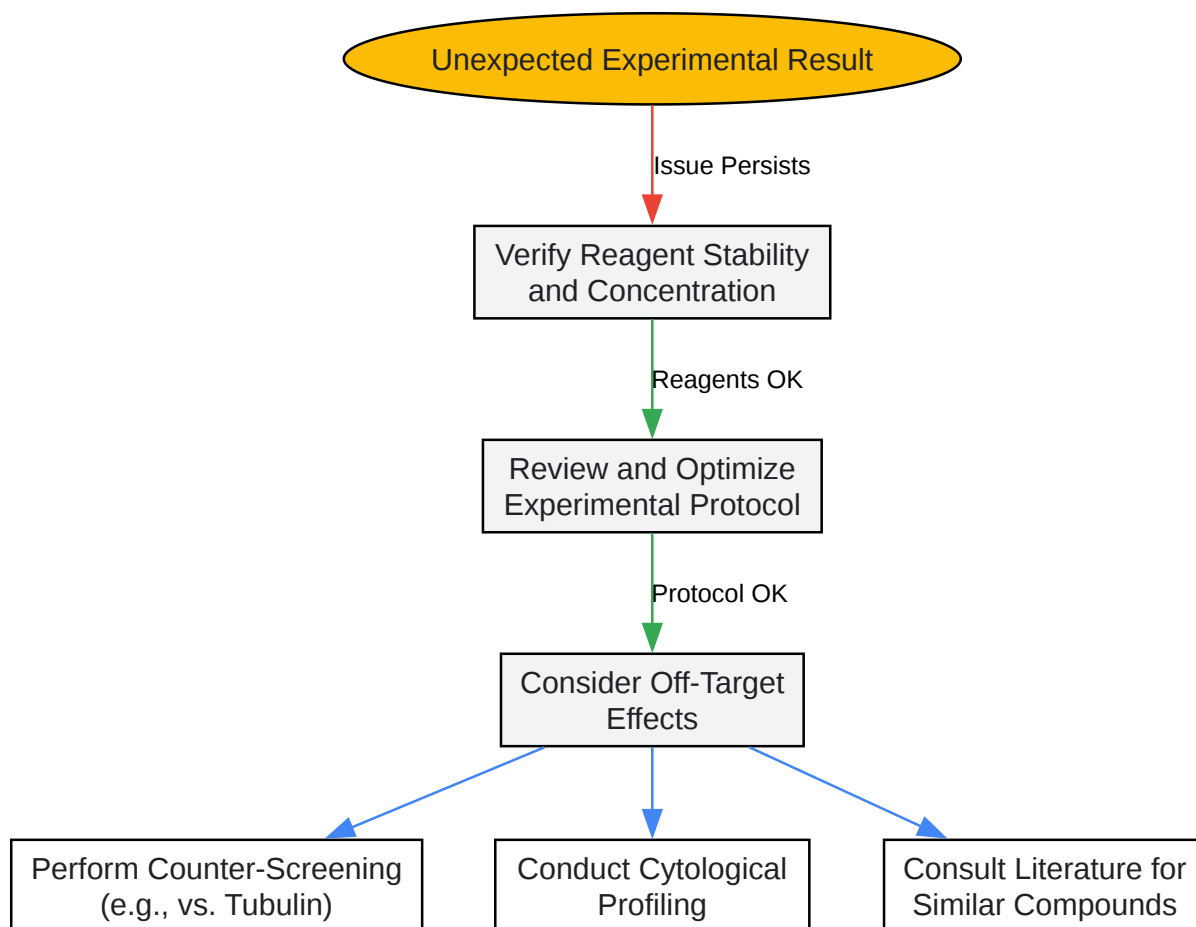 Unexpected Experimental Result
Issue Persists
Verify Reagent Stability
and Concentration
Reagents OK
Review and Optimize
Experimental Protocol
Protocol OK
Consider Off-Target
Effects
Perform Counter-Screening
(e.g., vs. Tubulin)
Conduct Cytological
Profiling
Consult Literature for
Similar Compounds